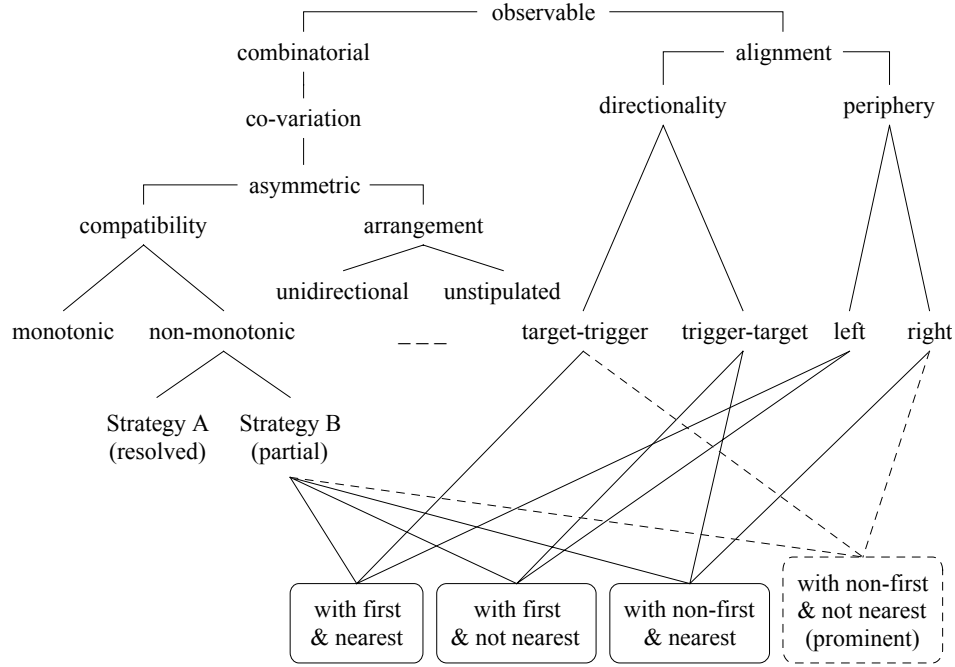 observable
combinatorial
alignment
directionality
periphery
co-variation
asymmetric
compatibility
arrangement
unidirectional
unstipulated
monotonic
non-monotonic
target-trigger
trigger-target
left
right
Strategy A
(resolved)
Strategy B
(partial)
with first
& nearest
with first
& not nearest
with non-first
& nearest
with non-first
& not nearest
(prominent)